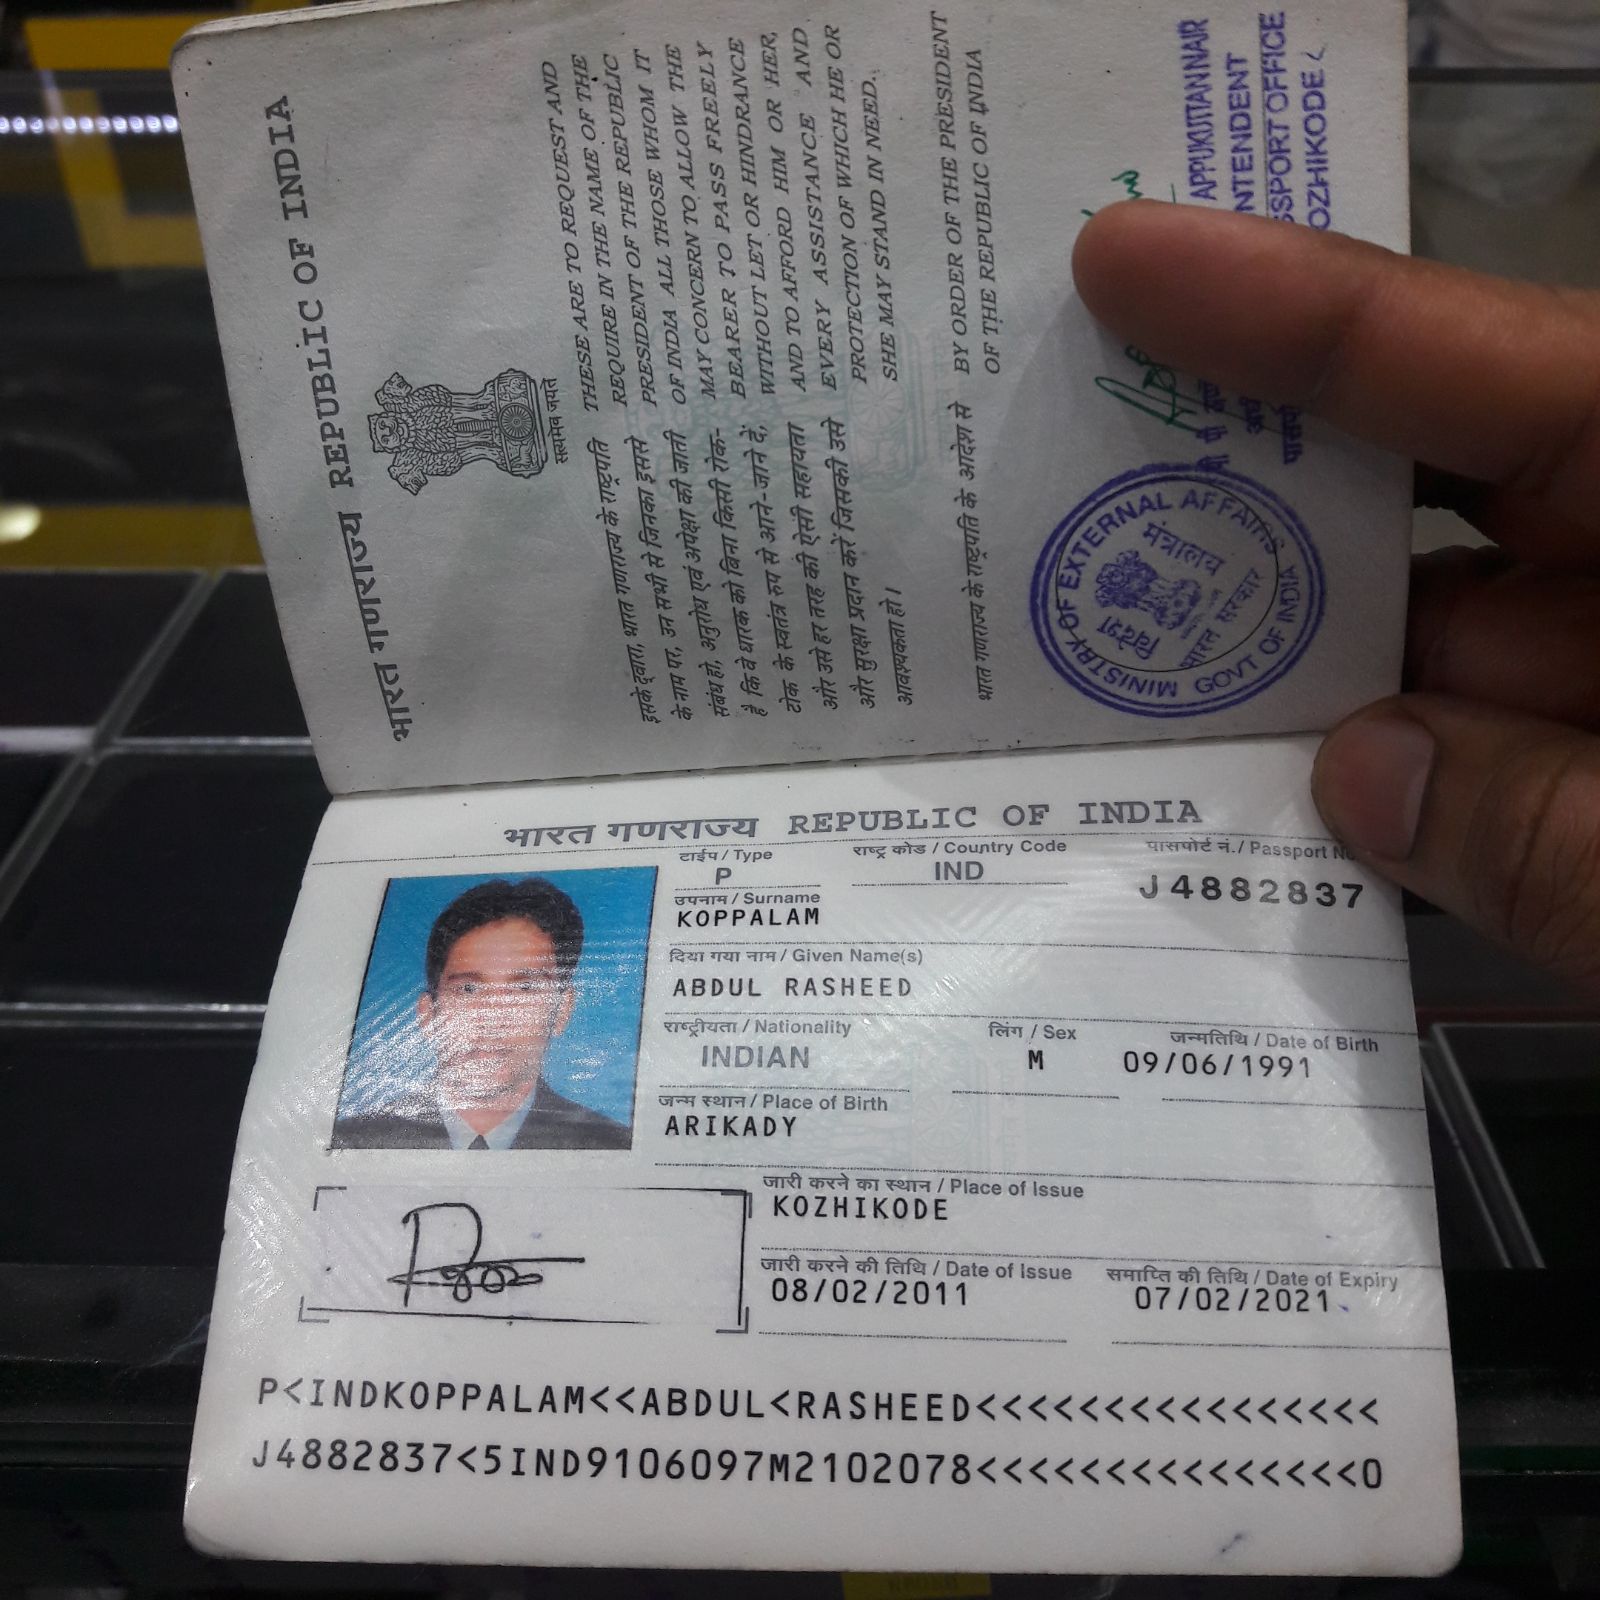 भारत गणराज्य REPUBLIC OF INDIA
सत्यमेव जयते
इसके द्वारा, भारत गणराज्य के राष्ट्रपति
के नाम पर, उन सभी से जिनका इससे
संबंध हो, अनुरोध एवं अपेक्षा की जाती
है कि वे धारक को बिना किसी रोक-
टोक के स्वतंत्र रुप से आने-जाने दें,
और उसे हर तरह की ऐसी सहायता
और सुरक्षा प्रदान करें जिसकी उसे
आवश्यकता हो।
THESE ARE TO REQUEST AND
REQUIRE IN THE NAME OF THE
PRESIDENT OF THE REPUBLIC
OF INDIA ALL THOSE WHOM IT
MAY CONCERN TO ALLOW THE
BEARER TO PASS FREELY
WITHOUT LET OR HINDRANCE
AND TO AFFORD HIM OR HER,
EVERY ASSISTANCE AND
PROTECTION OF WHICH HE OR
SHE MAY STAND IN NEED.
भारत गणराज्य के राष्ट्रपति के आदेश से
BY ORDER OF THE PRESIDENT
OF THE REPUBLIC OF INDIA
MINISTRY OF EXTERNAL AFFAIRS
विदेश मंत्रालय
भारत सरकार
GOVT OF INDIA
APPUKUTTAN NAIR
OFFICE
भारत गणराज्य REPUBLIC OF INDIA
टाईप / Type राष्ट्र कोड / Country Code पासपोर्ट नं. / Passport
P IND J4882837
उपनाम / Surname
KOPPALAM
दिया गया नाम / Given Name(s)
ABDUL RASHEED
राष्ट्रीयता / Nationality लिंग / Sex जन्मतिथि / Date of Birth
INDIAN M 09/06/1991
जन्म स्थान / Place of Birth
ARIKADY
जारी करने का स्थान / Place of Issue
KOZHIKODE
जारी करने की तिथि / Date of Issue समाप्ति की तिथि / Date of Expiry
08/02/2011 07/02/2021
P<INDKOPPALAM<<ABDUL<RASHEED<<<<<<<<<<<<<<<<
J4882837<5IND9106097M2102078<<<<<<<<<<<<<<<0